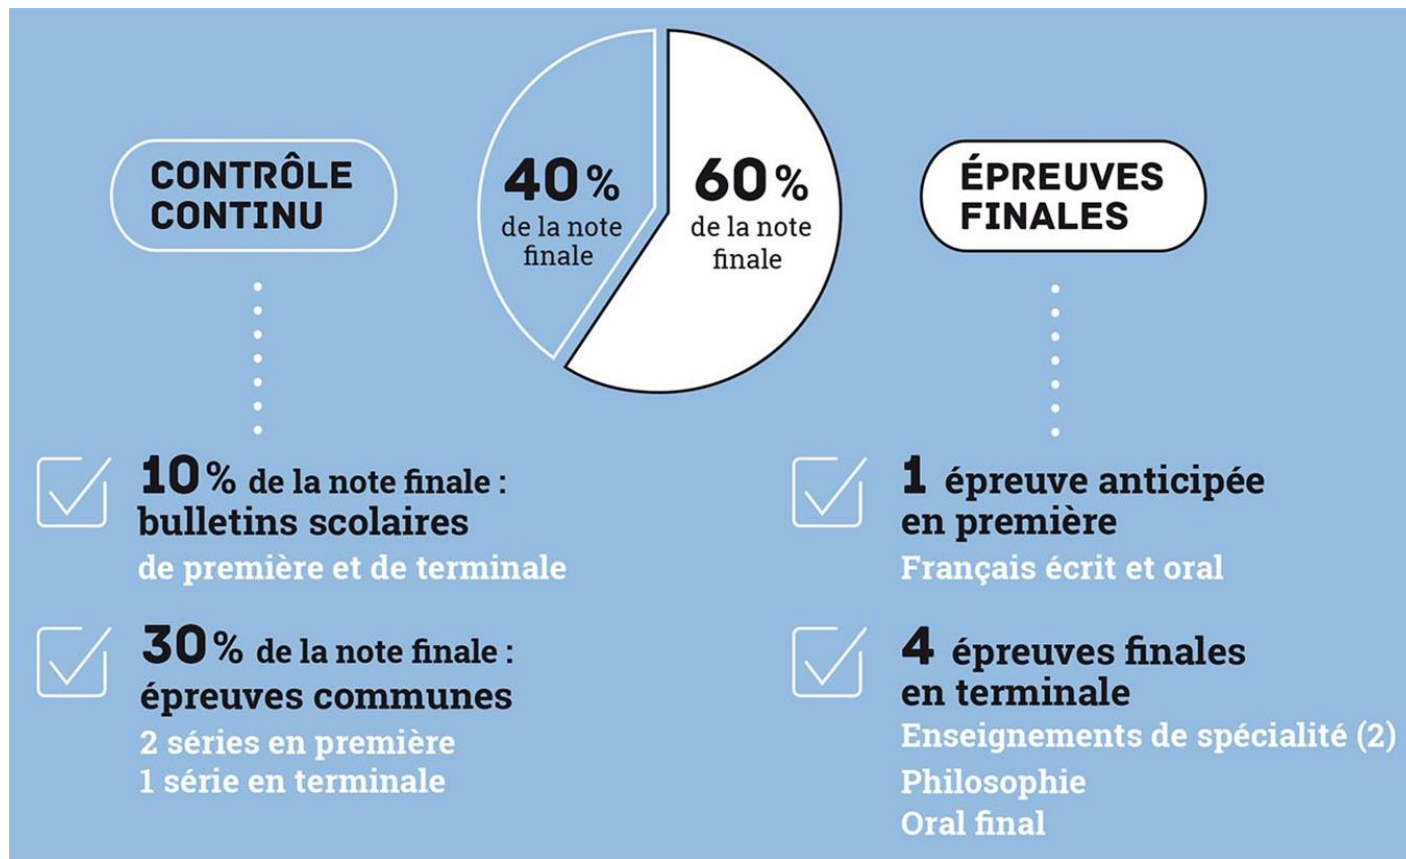 CONTRÔLE
CONTINU
40%
de la note
finale
60%
de la note
finale
ÉPREUVES
FINALES
10% de la note finale :
bulletins scolaires
de première et de terminale
30% de la note finale :
épreuves communes
2 séries en première
1 série en terminale
1 épreuve anticipée
en première
Français écrit et oral
4 épreuves finales
en terminale
Enseignements de spécialité (2)
Philosophie
Oral final